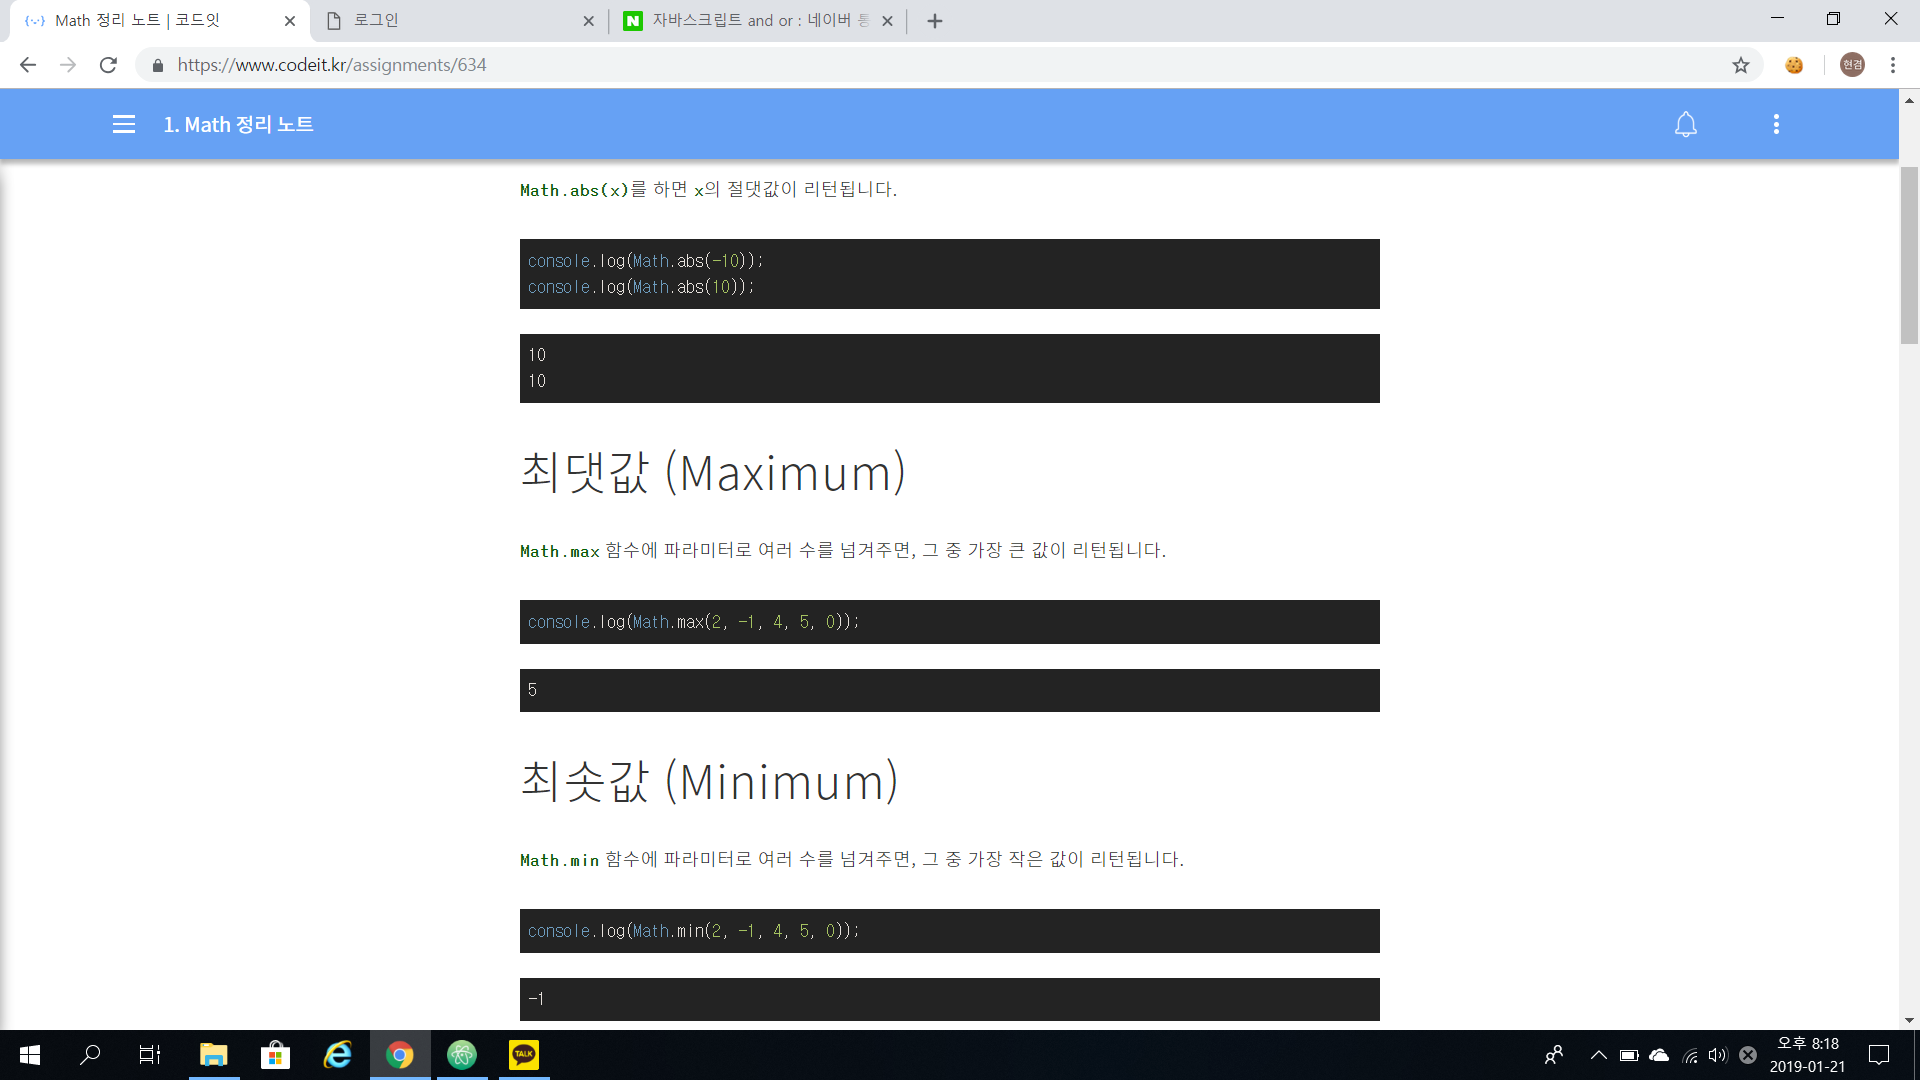 Math 정리 노트 | 코드잇
로그인
자바스크립트 and or : 네이버
https://www.codeit.kr/assignments/634
현겸
1. Math 정리 노트
Math.abs(x)를 하면 x의 절댓값이 리턴됩니다.
console.log(Math.abs(-10));
console.log(Math.abs(10));
10
10
최댓값 (Maximum)
Math.max 함수에 파라미터로 여러 수를 넘겨주면, 그 중 가장 큰 값이 리턴됩니다.
console.log(Math.max(2, -1, 4, 5, 0));
5
최솟값 (Minimum)
Math.min 함수에 파라미터로 여러 수를 넘겨주면, 그 중 가장 작은 값이 리턴됩니다.
console.log(Math.min(2, -1, 4, 5, 0));
-1
TALK
오후 8:18
2019-01-21